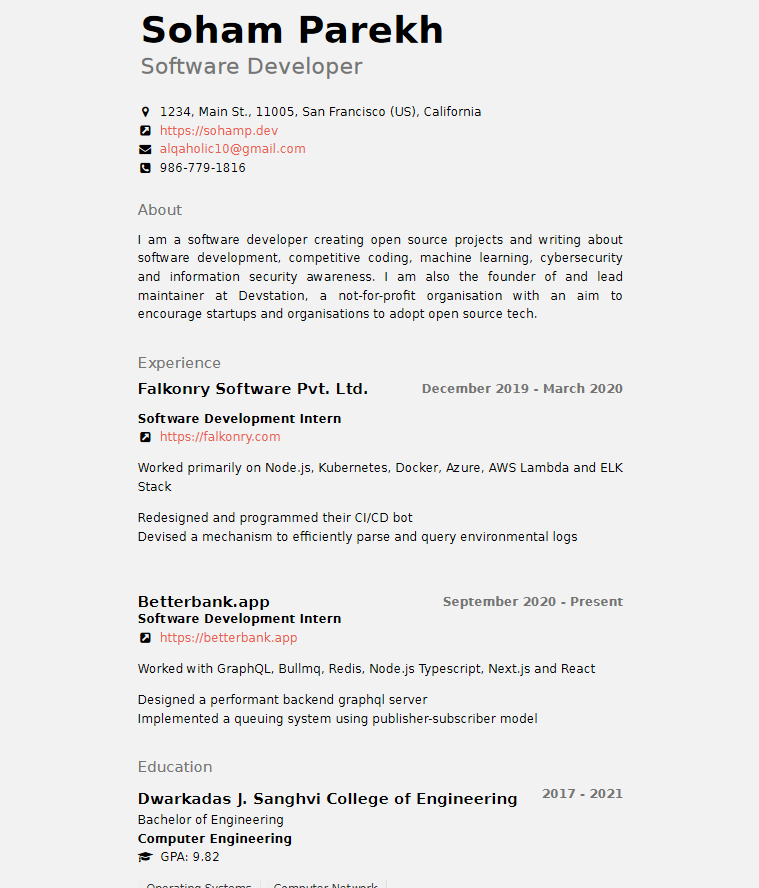 Soham Parekh
Software Developer
1234, Main St., 11005, San Francisco (US), California
https://sohamp.dev
alqaholic10@gmail.com
986-779-1816
About
I am a software developer creating open source projects and writing about
software development, competitive coding, machine learning, cybersecurity
and information security awareness. I am also the founder of and lead
maintainer at Devstation, a not-for-profit organisation with an aim to
encourage startups and organisations to adopt open source tech.
Experience
Falkonry Software Pvt. Ltd. December 2019 - March 2020
Software Development Intern
https://falkonry.com
Worked primarily on Node.js, Kubernetes, Docker, Azure, AWS Lambda and ELK
Stack
Redesigned and programmed their CI/CD bot
Devised a mechanism to efficiently parse and query environmental logs
Betterbank.app September 2020 - Present
Software Development Intern
https://betterbank.app
Worked with GraphQL, Bullmq, Redis, Node.js Typescript, Next.js and React
Designed a performant backend graphql server
Implemented a queuing system using publisher-subscriber model
Education
Dwarkadas J. Sanghvi College of Engineering 2017 - 2021
Bachelor of Engineering
Computer Engineering
GPA: 9.82
Operating Systems Computer Network